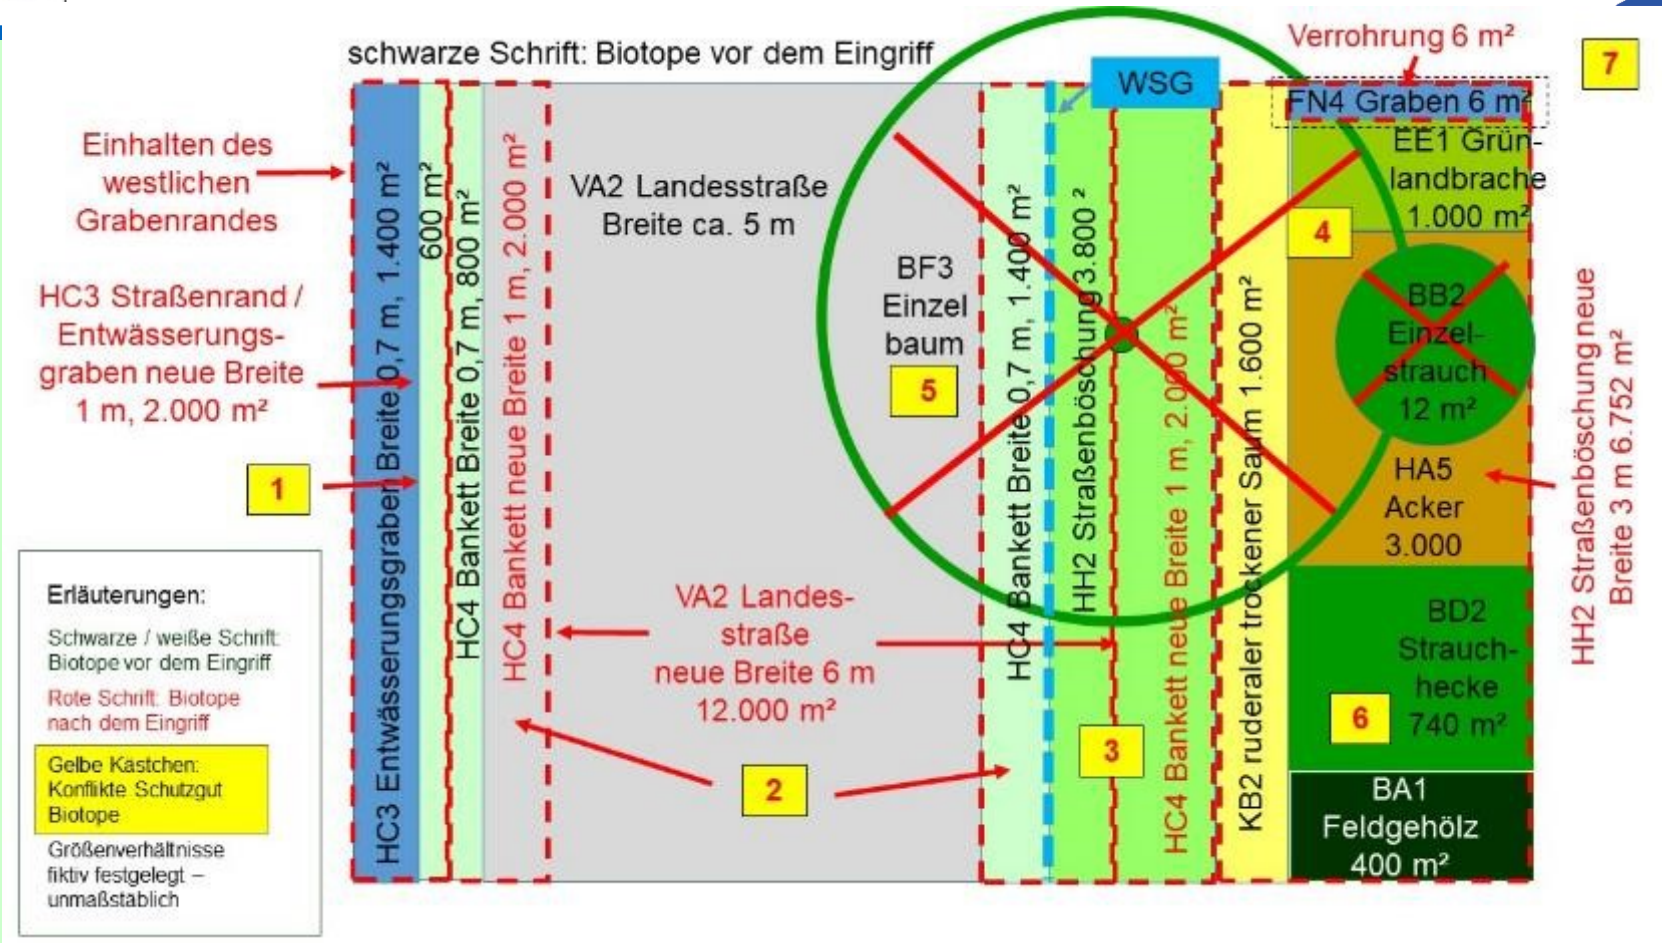 schwarze Schrift: Biotope vor dem Eingriff
Verrohrung 6 m²
7
WSG
FN4 Graben 6 m²
Einhalten des
westlichen
Grabenrandes
HC3 Straßenrand /
Entwässerungs-
graben neue Breite
1 m, 2.000 m²
1
HC3 Entwässerungsgraben Breite 0,7 m, 1.400 m²
600 m²
HC4 Bankett Breite 0,7 m, 800 m²
HC4 Bankett neue Breite 1 m, 2.000 m²
VA2 Landesstraße
Breite ca. 5 m
BF3
Einzel
baum
5
VA2 Landes-
straße
neue Breite 6 m
12.000 m²
2
HC4 Bankett Breite 0,7 m, 1.400 m²
HH2 Straßenböschung 3.800 ²
3
HC4 Bankett neue Breite 1 m, 2.000 m²
KB2 ruderaler trockener Saum 1.600 m²
EE1 Grün-
landbrache
1.000 m²
4
BB2
Einzel-
strauch
12 m²
HA5
Acker
3.000
BD2
Strauch-
hecke
740 m²
6
BA1
Feldgehölz
400 m²
HH2 Straßenböschung neue
Breite 3 m 6.752 m²
Erläuterungen:
Schwarze / weiße Schrift:
Biotope vor dem Eingriff
Rote Schrift: Biotope
nach dem Eingriff
Gelbe Kästchen:
Konflikte Schutzgut
Biotope
Größenverhältnisse
fiktiv festgelegt –
unmaßstäblich